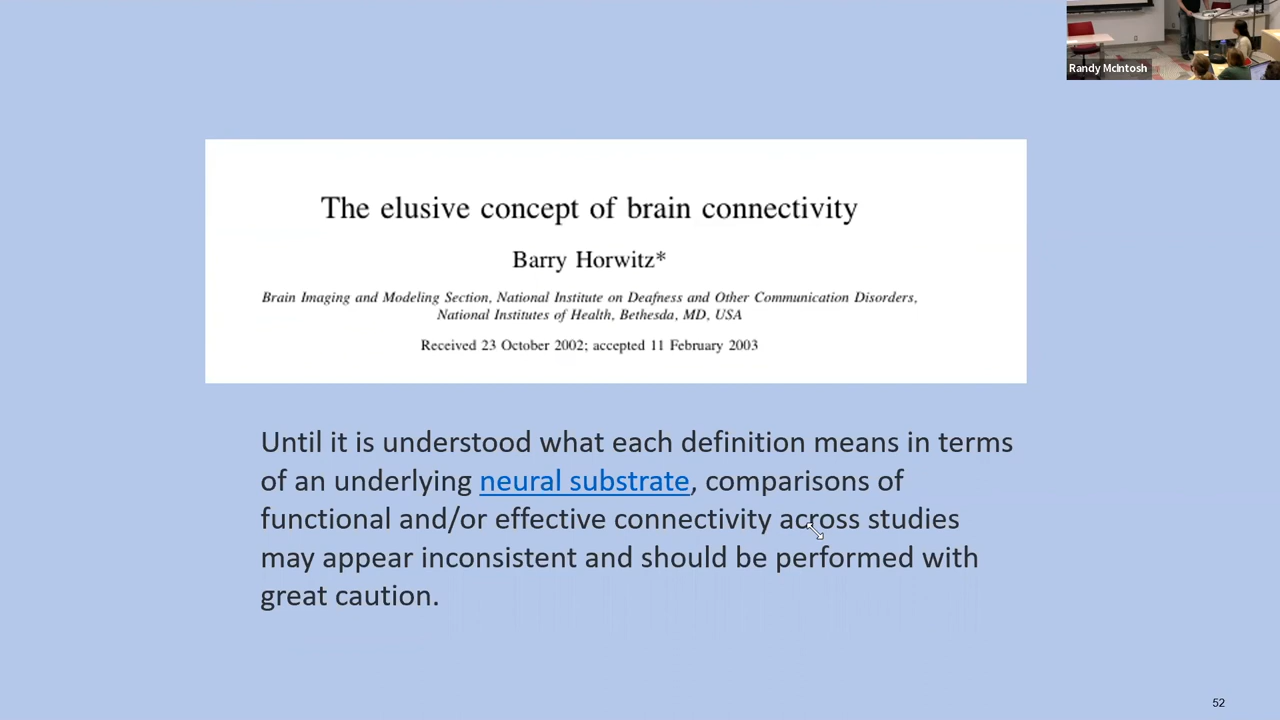 Randy McIntosh
The elusive concept of brain connectivity
Barry Horwitz*
Brain Imaging and Modeling Section, National Institute on Deafness and Other Communication Disorders,
National Institutes of Health, Bethesda, MD, USA
Received 23 October 2002; accepted 11 February 2003
Until it is understood what each definition means in terms
of an underlying neural substrate, comparisons of
functional and/or effective connectivity across studies
may appear inconsistent and should be performed with
great caution.
52